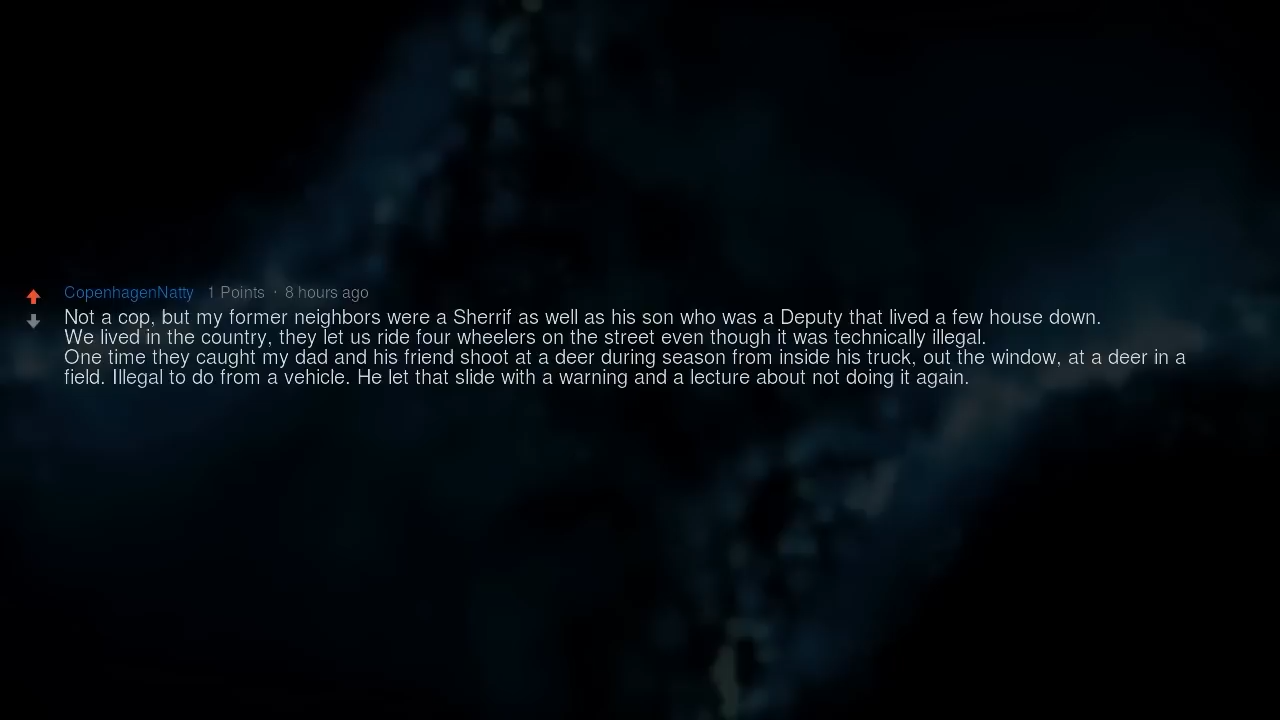 CopenhagenNatty 1 Points · 8 hours ago
Not a cop, but my former neighbors were a Sherrif as well as his son who was a Deputy that lived a few house down.
We lived in the country, they let us ride four wheelers on the street even though it was technically illegal.
One time they caught my dad and his friend shoot at a deer during season from inside his truck, out the window, at a deer in a
field. Illegal to do from a vehicle. He let that slide with a warning and a lecture about not doing it again.